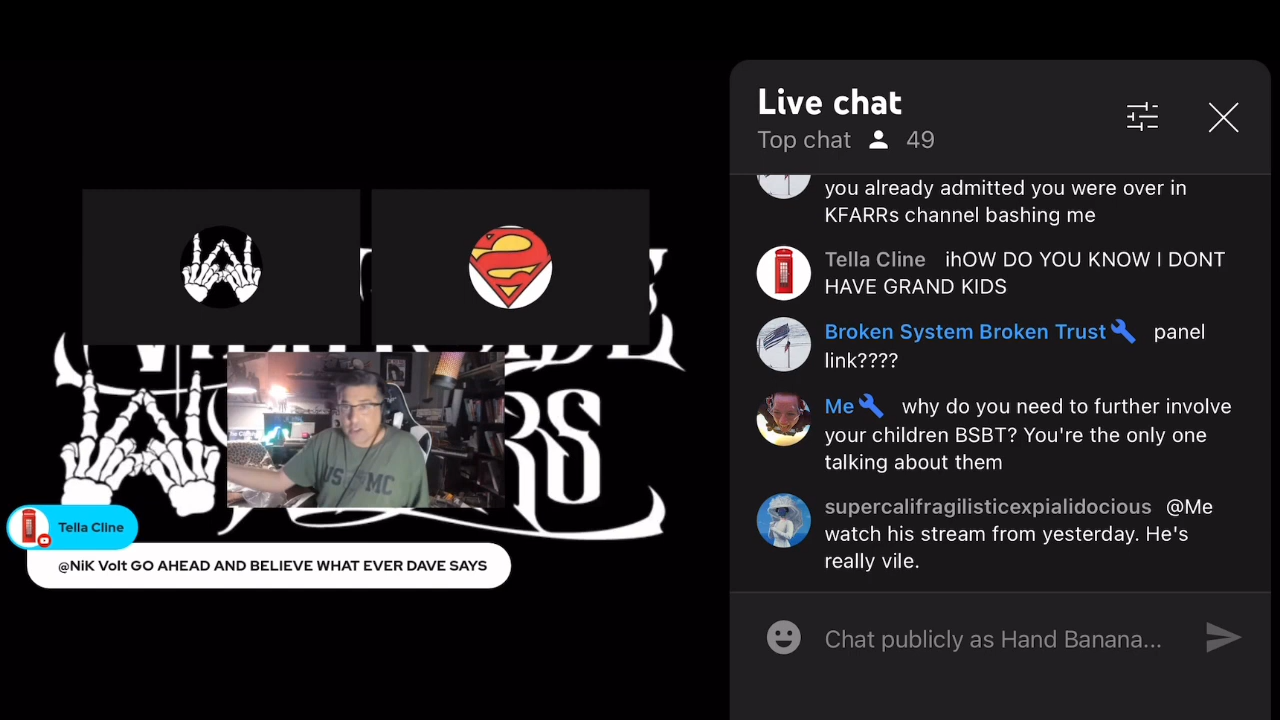 Live chat
Top chat 49
you already admitted you were over in
KFARRs channel bashing me
Tella Cline ihOW DO YOU KNOW I DONT
HAVE GRAND KIDS
Broken System Broken Trust panel
link????
Me why do you need to further involve
your children BSBT? You're the only one
talking about them
supercalifragilisticexpialidocious @Me
watch his stream from yesterday. He's
really vile.
Chat publicly as Hand Banana...
USMC
Tella Cline
@NiK Volt GO AHEAD AND BELIEVE WHAT EVER DAVE SAYS